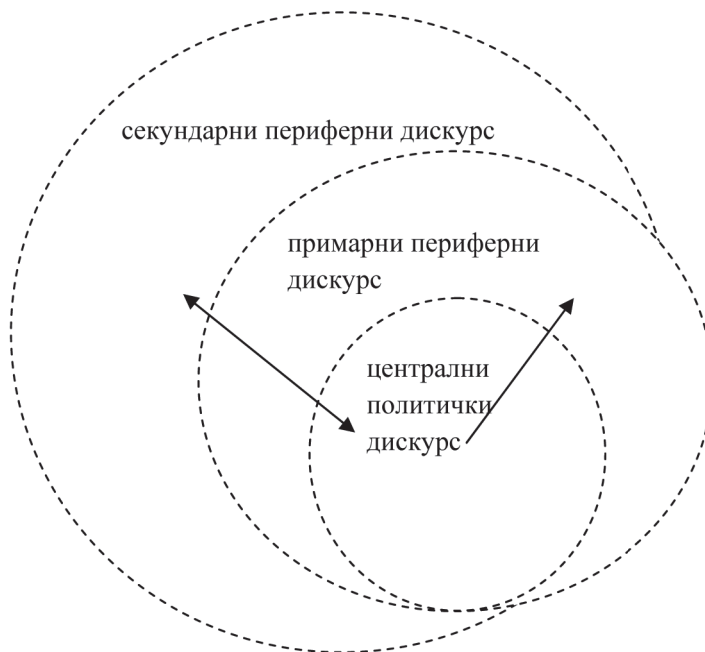 секундарни периферни дискурс
примарни периферни
дискурс
централни
политички
дискурс